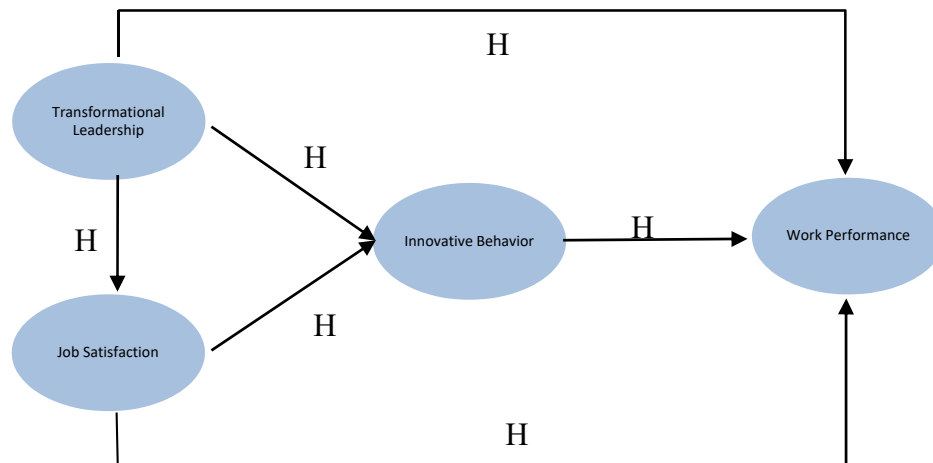 H
Transformational
Leadership
H
H
Innovative Behavior
H
Work Performance
H
Job Satisfaction
H